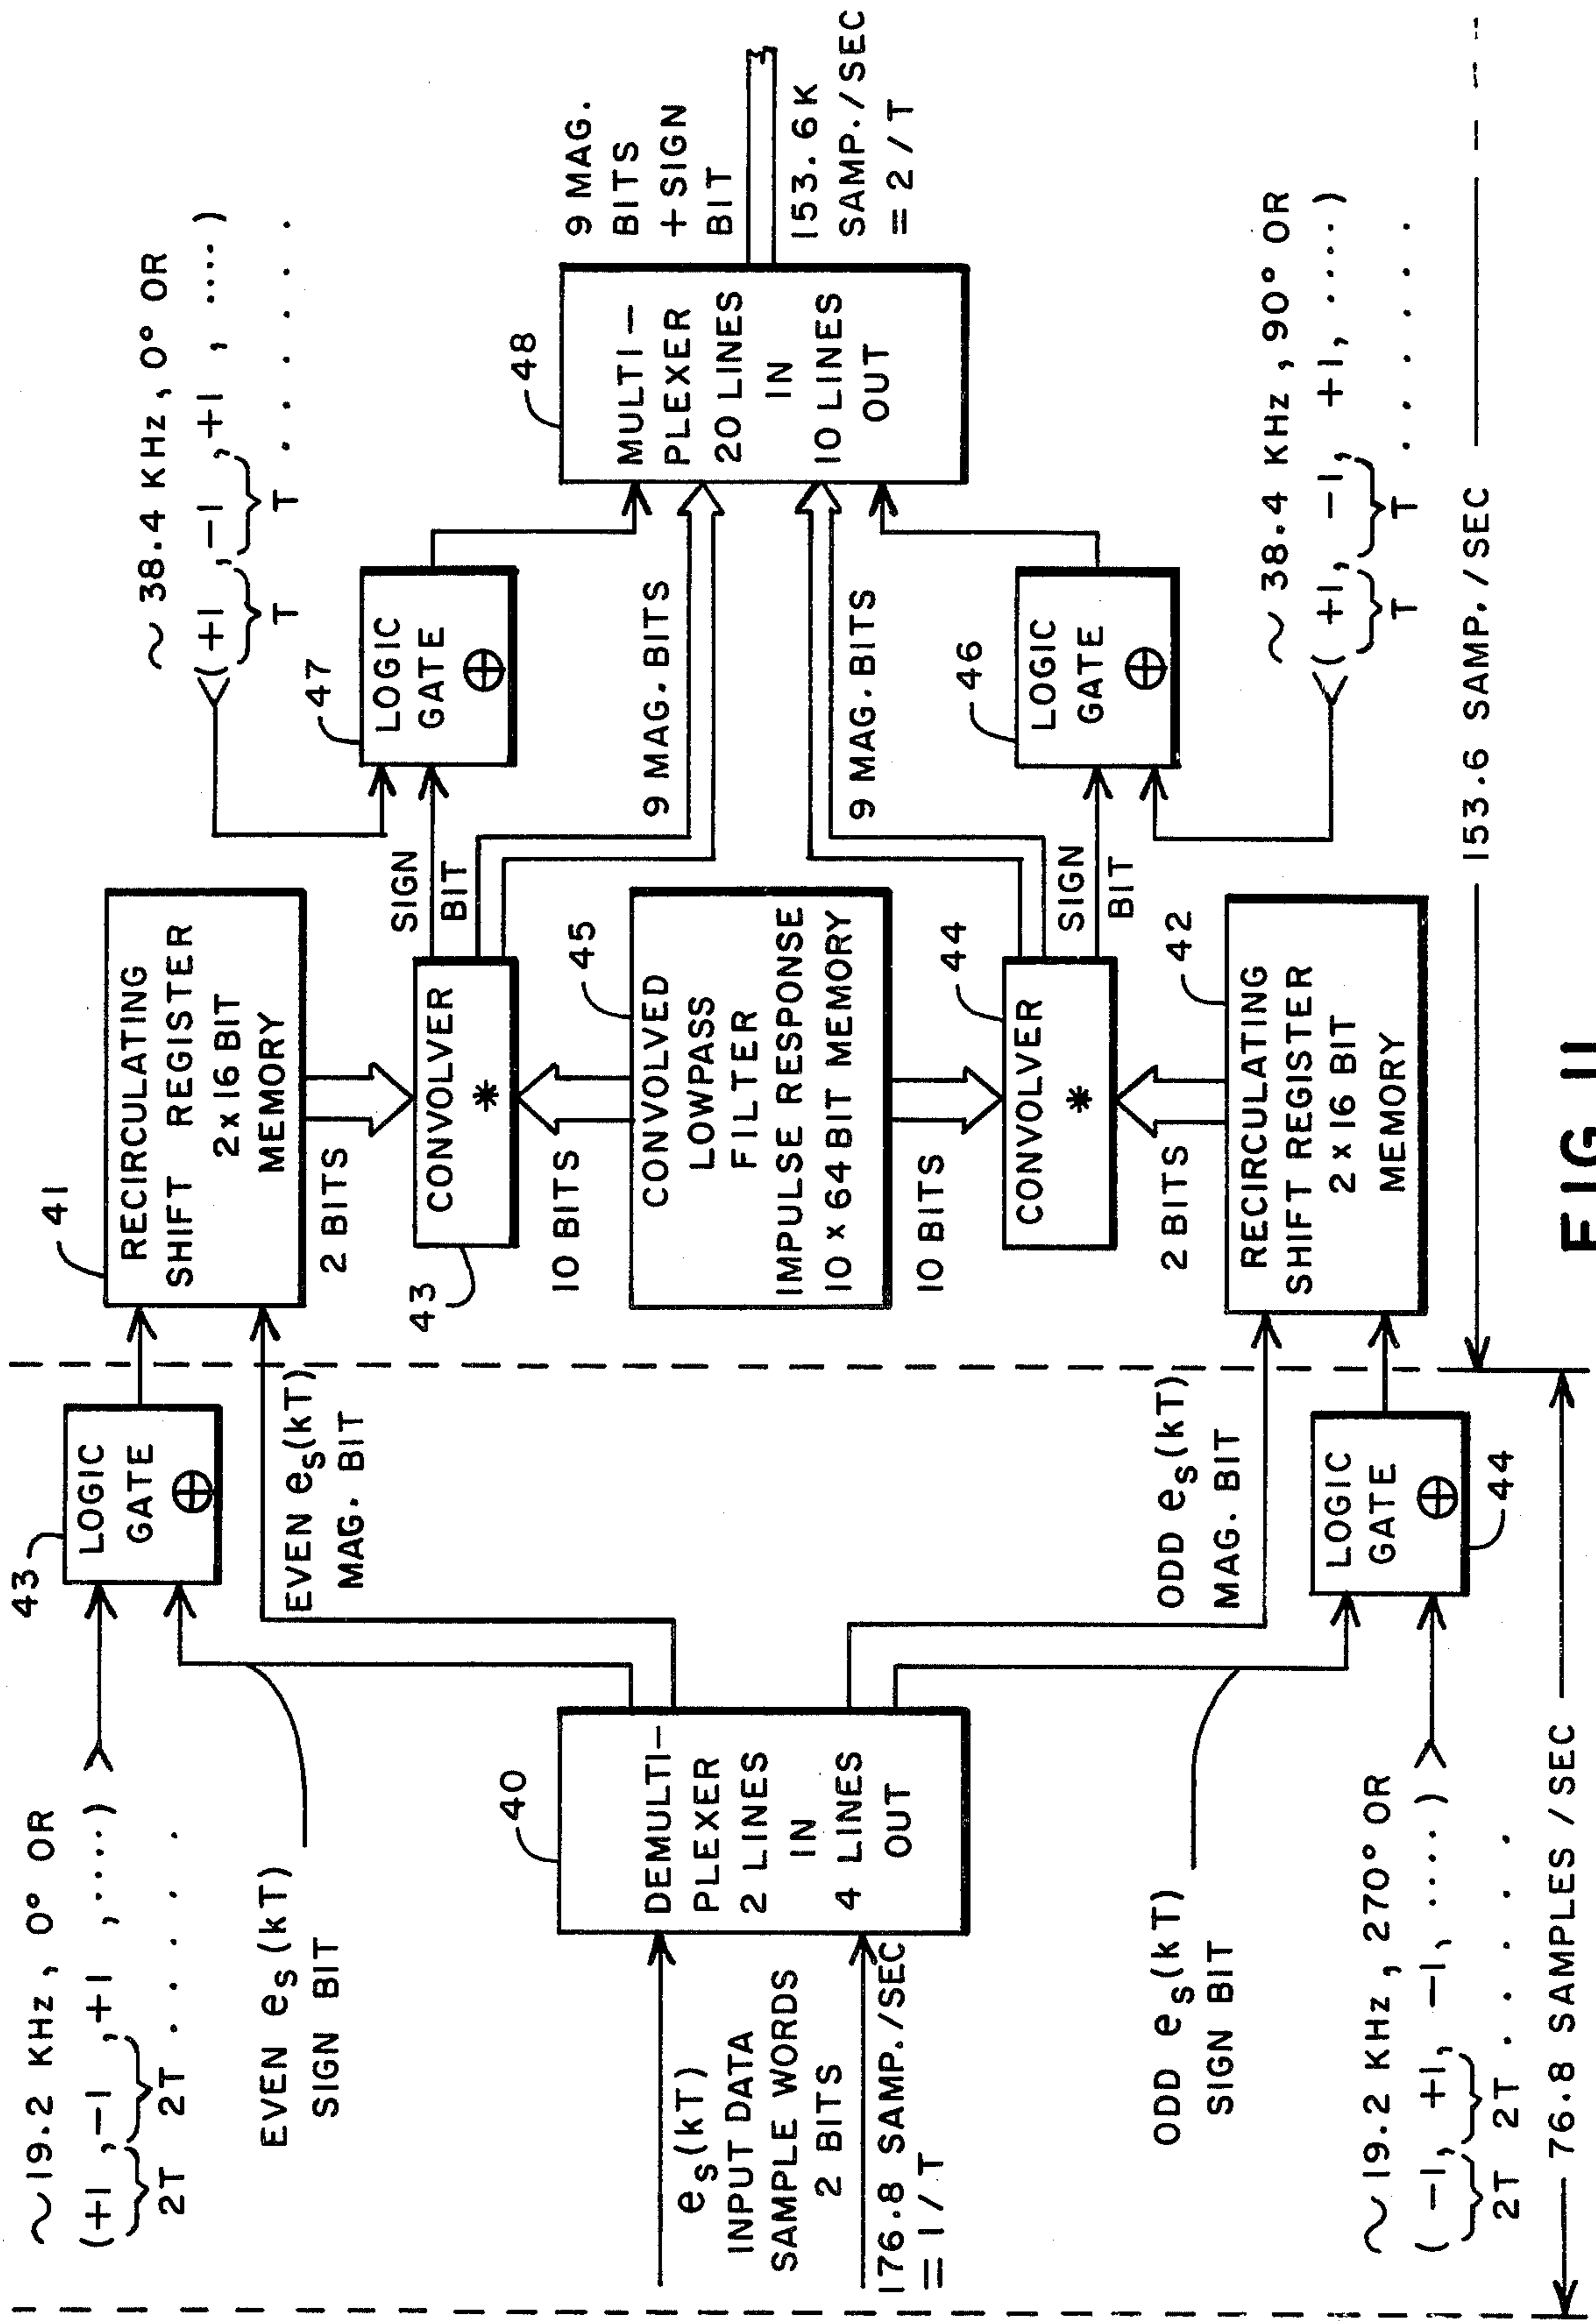 ~19.2 KHz, 0° OR
(+1, -1, +1, ....)
2T 2T . . . . .
43
LOGIC
GATE
⊕
EVEN e_s(kT)
SIGN BIT
EVEN e_s(kT)
MAG. BIT
41
RECIRCULATING
SHIFT REGISTER
2 x 16 BIT
MEMORY
2 BITS
43
CONVOLVER
*
SIGN
BIT
10 BITS
47
LOGIC
GATE
⊕
~ 38.4 KHz, 0° OR
(+1, -1, +1, ....)
T T . . . . . .
9 MAG. BITS
e_s(kT)
INPUT DATA
SAMPLE WORDS
2 BITS
176.8 SAMP./SEC
= 1/T
40
DEMULTI-
PLEXER
2 LINES
IN
4 LINES
OUT
45
CONVOLVED
LOWPASS
FILTER
IMPULSE RESPONSE
10 x 64 BIT MEMORY
48
MULTI-
PLEXER
20 LINES
IN
10 LINES
OUT
9 MAG.
BITS
+SIGN
BIT
153.6K
SAMP./SEC
= 2/T
10 BITS
44
CONVOLVER
*
9 MAG. BITS
SIGN
BIT
46
LOGIC
GATE
⊕
2 BITS
42
RECIRCULATING
SHIFT REGISTER
2 x 16 BIT
MEMORY
ODD e_s(kT)
SIGN BIT
ODD e_s(kT)
MAG. BIT
~19.2 KHz, 270° OR
(-1, +1, -1, ....)
2T 2T . . . . .
LOGIC
GATE
⊕
44
~ 38.4 KHz, 90° OR
(+1, -1, +1, ....)
T T . . . . . .
153.6 SAMP./SEC
76.8 SAMPLES/SEC
FIG 11